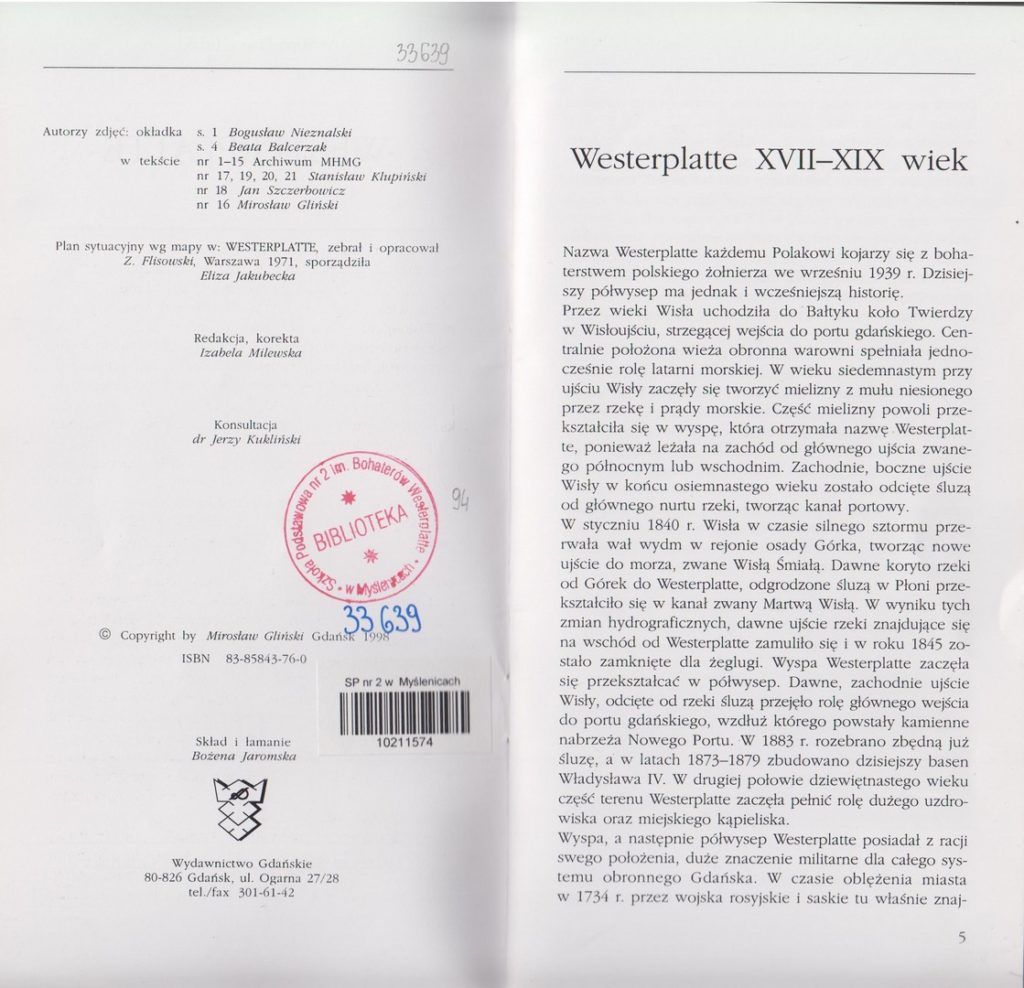 33639
Autorzy zdjęć: okładka s. 1 Bogusław Nieznalski
s. 4 Beata Balcerzak
w tekście nr 1–15 Archiwum MHMG
nr 17, 19, 20, 21 Stanisław Klupiński
nr 18 Jan Szczerbowicz
nr 16 Mirosław Gliński
Plan sytuacyjny wg mapy w: WESTERPLATTE, zebrał i opracował
Z. Flisowski, Warszawa 1971, sporządziła
Eliza Jakubecka
Redakcja, korekta
Izabela Milewska
Konsultacja
dr Jerzy Kukliński
Szkoła Podstawowa nr 2 im. Bohaterów Westerplatte
• w Myślenicach •
BIBLIOTEKA
94
33639
© Copyright by Mirosław Gliński Gdańsk 1998
ISBN 83-85843-76-0
SP nr 2 w Myślenicach
10211574
Skład i łamanie
Bożena Jaromska
Wydawnictwo Gdańskie
80-826 Gdańsk, ul. Ogarna 27/28
tel./fax 301-61-42
Westerplatte XVII–XIX wiek
Nazwa Westerplatte każdemu Polakowi kojarzy się z boha-
terstwem polskiego żołnierza we wrześniu 1939 r. Dzisiej-
szy półwysep ma jednak i wcześniejszą historię.
Przez wieki Wisła uchodziła do Bałtyku koło Twierdzy
w Wisłoujściu, strzegącej wejścia do portu gdańskiego. Cen-
tralnie położona wieża obronna warowni spełniała jedno-
cześnie rolę latarni morskiej. W wieku siedemnastym przy
ujściu Wisły zaczęły się tworzyć mielizny z mułu niesionego
przez rzekę i prądy morskie. Część mielizny powoli prze-
kształciła się w wyspę, która otrzymała nazwę Westerplat-
te, ponieważ leżała na zachód od głównego ujścia zwane-
go północnym lub wschodnim. Zachodnie, boczne ujście
Wisły w końcu osiemnastego wieku zostało odcięte śluzą
od głównego nurtu rzeki, tworząc kanał portowy.
W styczniu 1840 r. Wisła w czasie silnego sztormu prze-
rwała wał wydm w rejonie osady Górka, tworząc nowe
ujście do morza, zwane Wisłą Śmiałą. Dawne koryto rzeki
od Górek do Westerplatte, odgrodzone śluzą w Płoni prze-
kształciło się w kanał zwany Martwą Wisłą. W wyniku tych
zmian hydrograficznych, dawne ujście rzeki znajdujące się
na wschód od Westerplatte zamuliło się i w roku 1845 zo-
stało zamknięte dla żeglugi. Wyspa Westerplatte zaczęła
się przekształcać w półwysep. Dawne, zachodnie ujście
Wisły, odcięte od rzeki śluzą przejęło rolę głównego wejścia
do portu gdańskiego, wzdłuż którego powstały kamienne
nabrzeża Nowego Portu. W 1883 r. rozebrano zbędną już
śluzę, a w latach 1873–1879 zbudowano dzisiejszy basen
Władysława IV. W drugiej połowie dziewiętnastego wieku
część terenu Westerplatte zaczęła pełnić rolę dużego uzdro-
wiska oraz miejskiego kąpieliska.
Wyspa, a następnie półwysep Westerplatte posiadał z racji
swego położenia, duże znaczenie militarne dla całego sys-
temu obronnego Gdańska. W czasie oblężenia miasta
w 1734 r. przez wojska rosyjskie i saskie tu właśnie znaj-
5